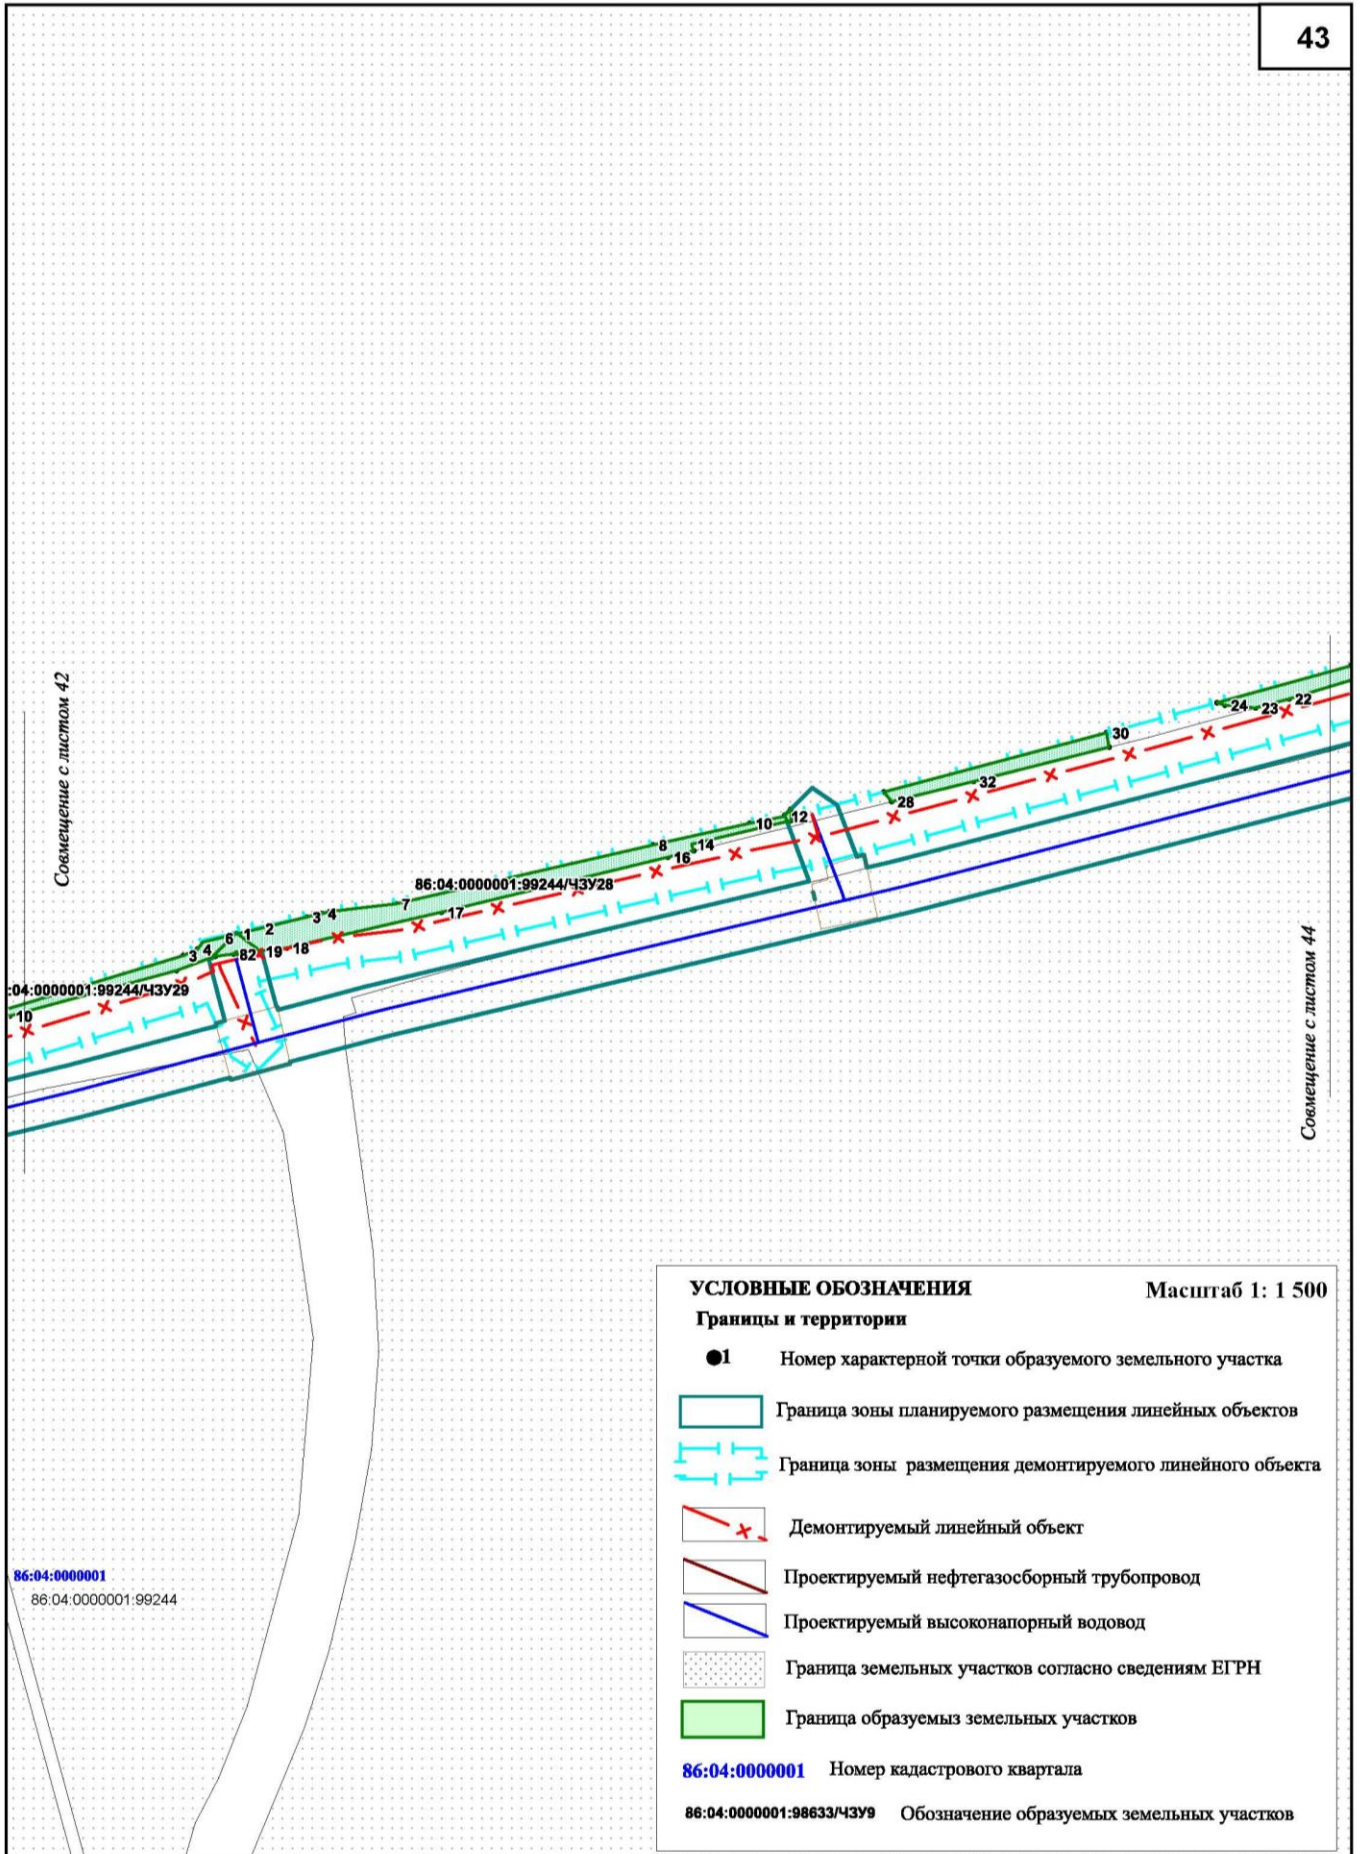 43
Совмещение с листом 42
Совмещение с листом 44
24
23
22
30
32
28
12
10
14
8
16
86:04:0000001:99244/ЧЗУ28
7
17
3
4
2
1
6
4
3
82
19
18
:04:0000001:99244/ЧЗУ29
10
86:04:0000001
86:04:0000001:99244
УСЛОВНЫЕ ОБОЗНАЧЕНИЯ
Масштаб 1: 1 500
Границы и территории
1
Номер характерной точки образуемого земельного участка
Граница зоны планируемого размещения линейных объектов
Граница зоны размещения демонтируемого линейного объекта
Демонтируемый линейный объект
Проектируемый нефтегазосборный трубопровод
Проектируемый высоконапорный водовод
Граница земельных участков согласно сведениям ЕГРН
Граница образуемыз земельных участков
86:04:0000001 Номер кадастрового квартала
86:04:0000001:98633/ЧЗУ9 Обозначение образуемых земельных участков